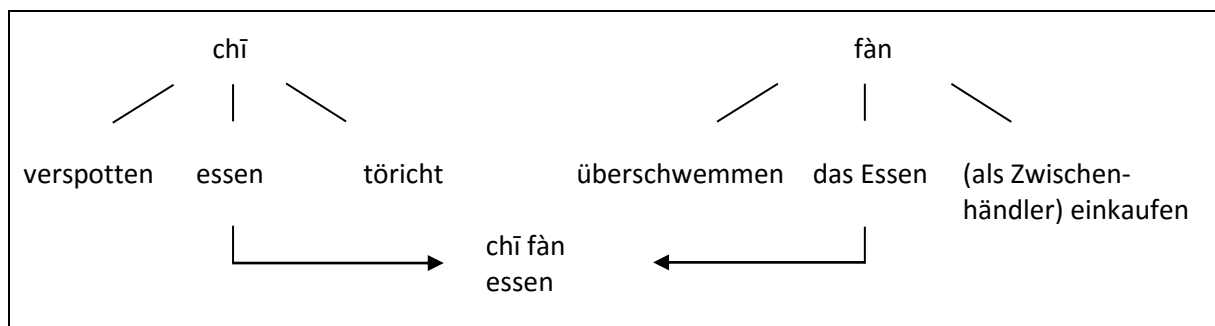 chī fàn
verspotten essen töricht überschwemmen das Essen (als Zwischen-
händler) einkaufen
chī fàn
essen